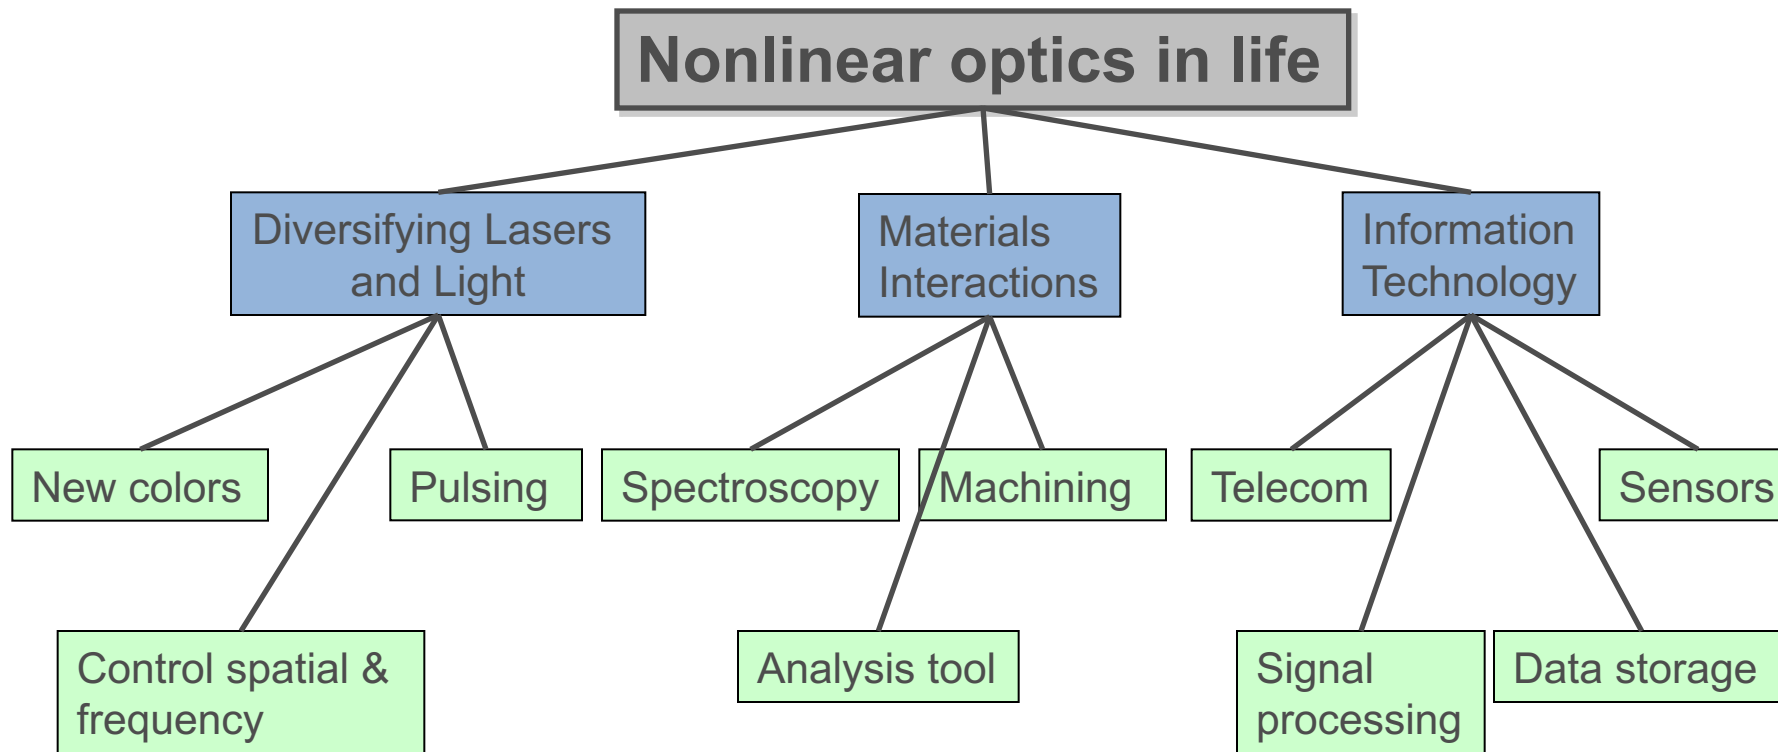 Nonlinear optics in life
Diversifying Lasers
and Light
Materials
Interactions
Information
Technology
New colors
Pulsing
Spectroscopy
Machining
Telecom
Sensors
Control spatial &
frequency
Analysis tool
Signal
processing
Data storage